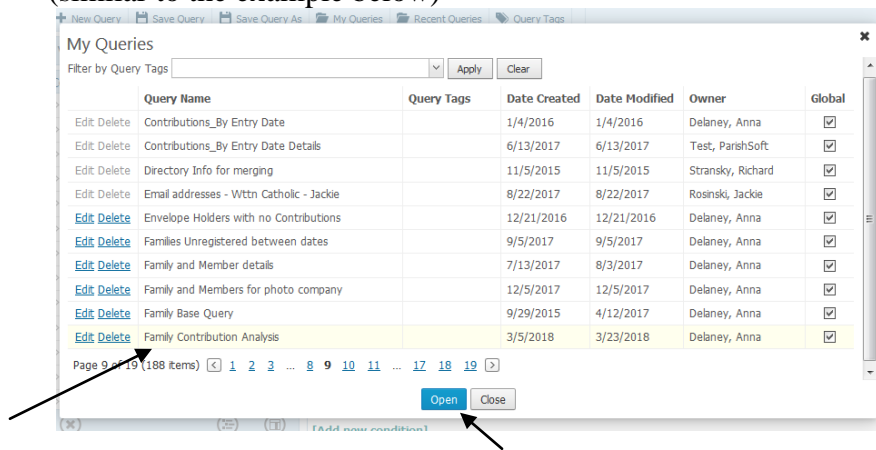 (similar to the example below)
New Query Save Query Save Query As My Queries Recent Queries Query Tags
My Queries
Filter by Query Tags Apply Clear
Query Name Query Tags Date Created Date Modified Owner Global
Edit Delete Contributions_By Entry Date 1/4/2016 1/4/2016 Delaney, Anna
Edit Delete Contributions_By Entry Date Details 6/13/2017 6/13/2017 Test, ParishSoft
Edit Delete Directory Info for merging 11/5/2015 11/5/2015 Stransky, Richard
Edit Delete Email addresses - Wttn Catholic - Jackie 8/22/2017 8/22/2017 Rosinski, Jackie
Edit Delete Envelope Holders with no Contributions 12/21/2016 12/21/2016 Delaney, Anna
Edit Delete Families Unregistered between dates 9/5/2017 9/5/2017 Delaney, Anna
Edit Delete Family and Member details 7/13/2017 8/3/2017 Delaney, Anna
Edit Delete Family and Members for photo company 12/5/2017 12/5/2017 Delaney, Anna
Edit Delete Family Base Query 9/29/2015 4/12/2017 Delaney, Anna
Edit Delete Family Contribution Analysis 3/5/2018 3/23/2018 Delaney, Anna
Page 9 of 19 (188 items) 1 2 3 ... 8 9 10 11 ... 17 18 19
Open Close
[Add new condition]